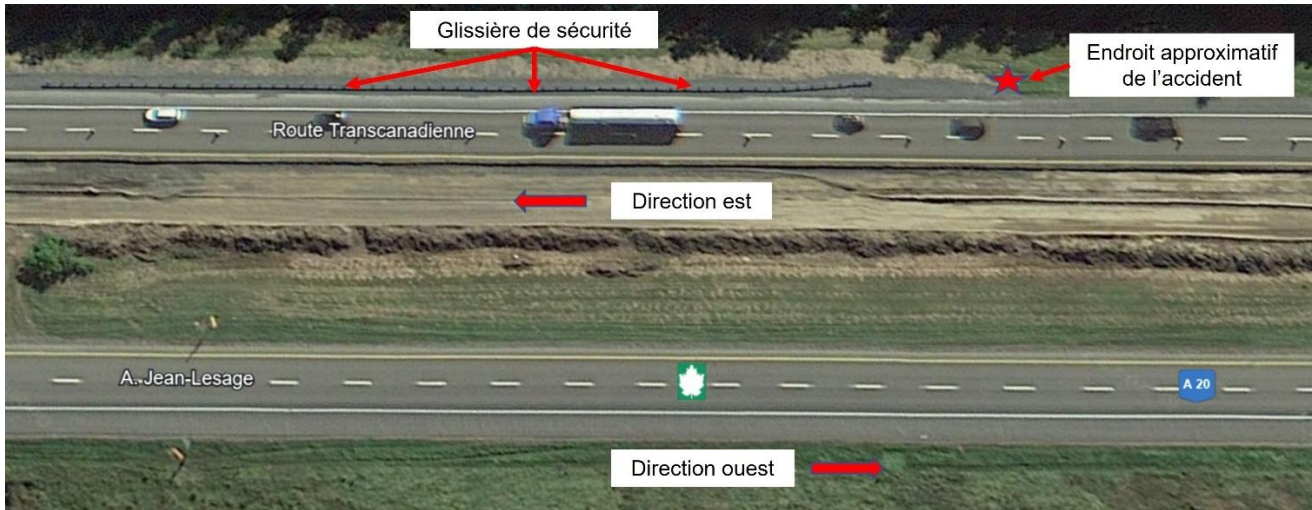 Glissière de sécurité
Endroit approximatif
de l'accident
Route Transcanadienne
Direction est
A. Jean-Lesage
A 20
Direction ouest